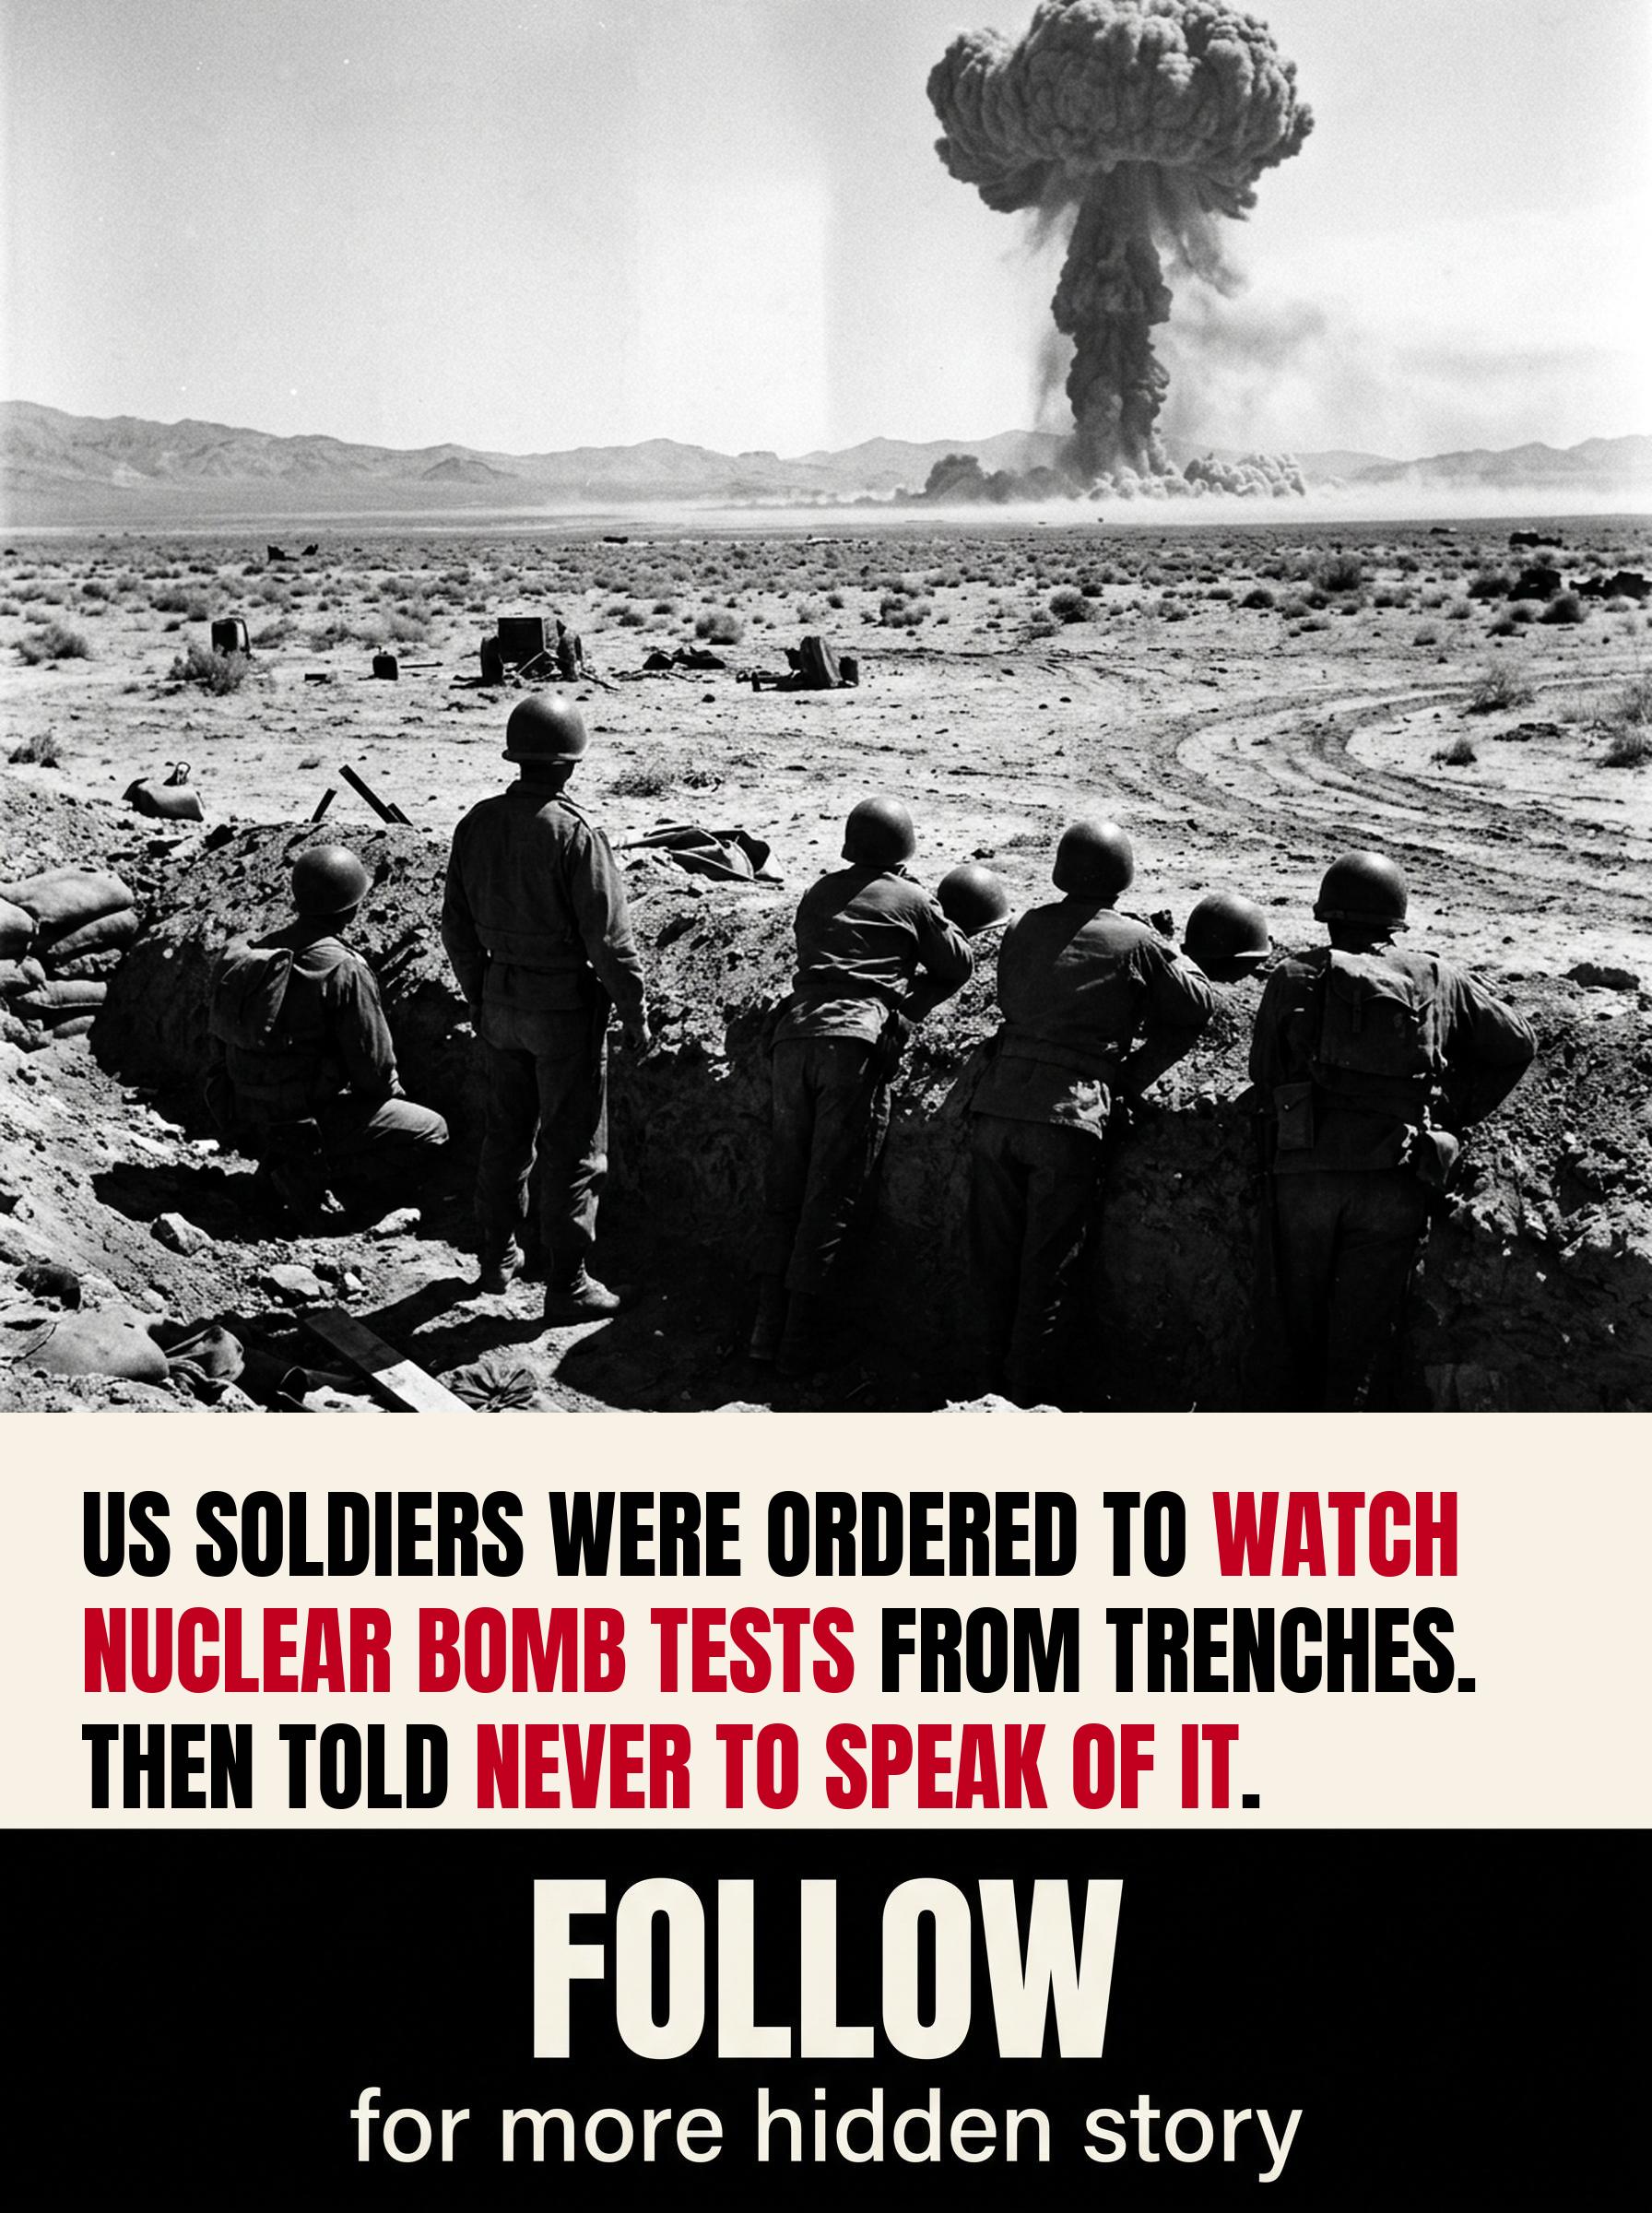 US SOLDIERS WERE ORDERED TO WATCH
NUCLEAR BOMB TESTS FROM TRENCHES.
THEN TOLD NEVER TO SPEAK OF IT.
FOLLOW
for more hidden story